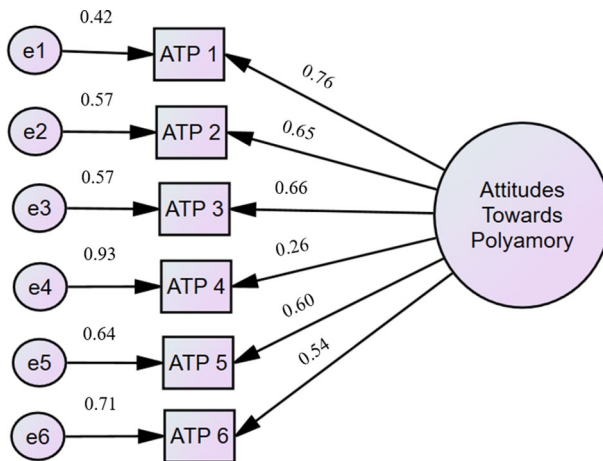 0.42
e1
ATP 1
0.76
0.57
e2
ATP 2
0.65
0.57
e3
ATP 3
0.66
Attitudes
Towards
Polyamory
0.93
e4
ATP 4
0.26
0.64
e5
ATP 5
0.60
0.71
e6
ATP 6
0.54